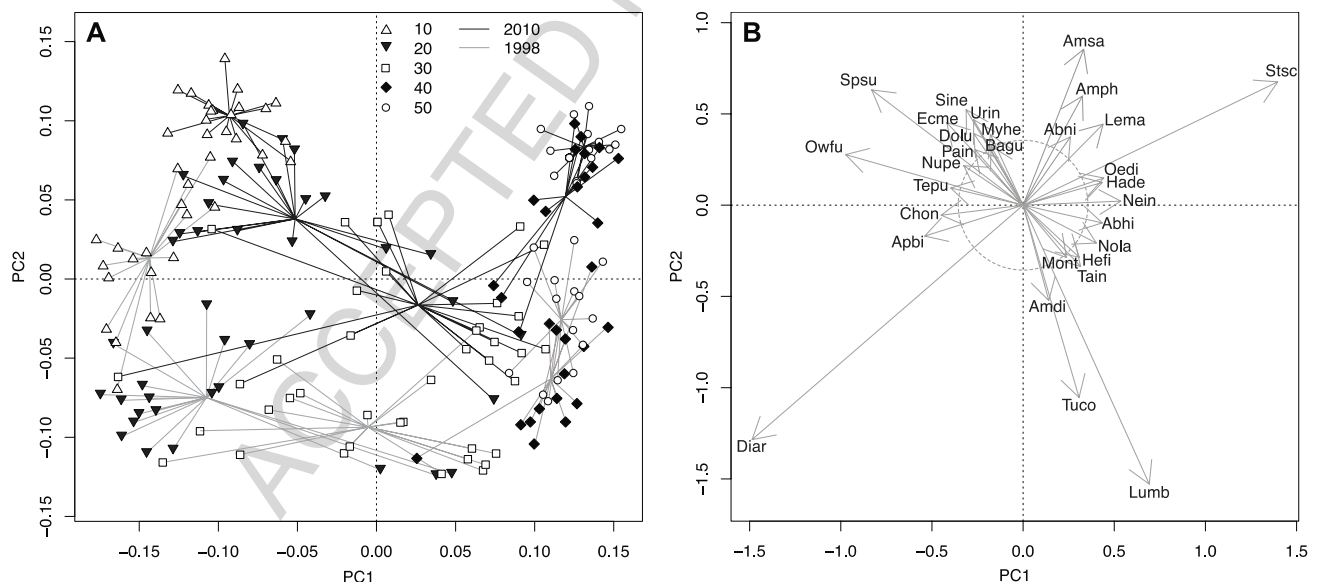 A
10
20
30
40
50
2010
1998
ACCEPTED
0.15
0.10
0.05
0.00
−0.05
−0.10
−0.15
PC2
−0.15
−0.10
−0.05
0.00
0.05
0.10
0.15
PC1
B
1.0
0.5
0.0
−0.5
−1.0
−1.5
PC2
Amsa
Stsc
Spsu
Amph
Sine
Urin
Lema
Ecme
Myhe
Abni
Dolu
Bagu
Owfu
Pain
Nupe
Oedi
Hade
Tepu
Nein
Chon
Abhi
Apbi
Nola
Hefi
Mont
Tain
Amdi
Tuco
Diar
Lumb
−1.5
−1.0
−0.5
0.0
0.5
1.0
1.5
PC1